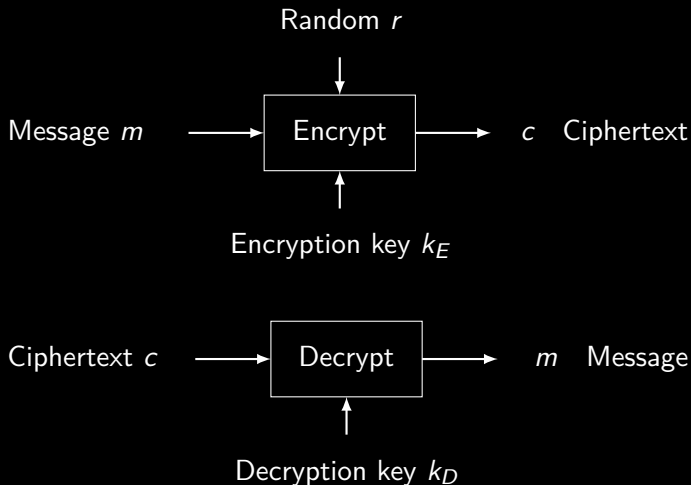 Random r
Message m Encrypt c Ciphertext
Encryption key k_E
Ciphertext c Decrypt m Message
Decryption key k_D